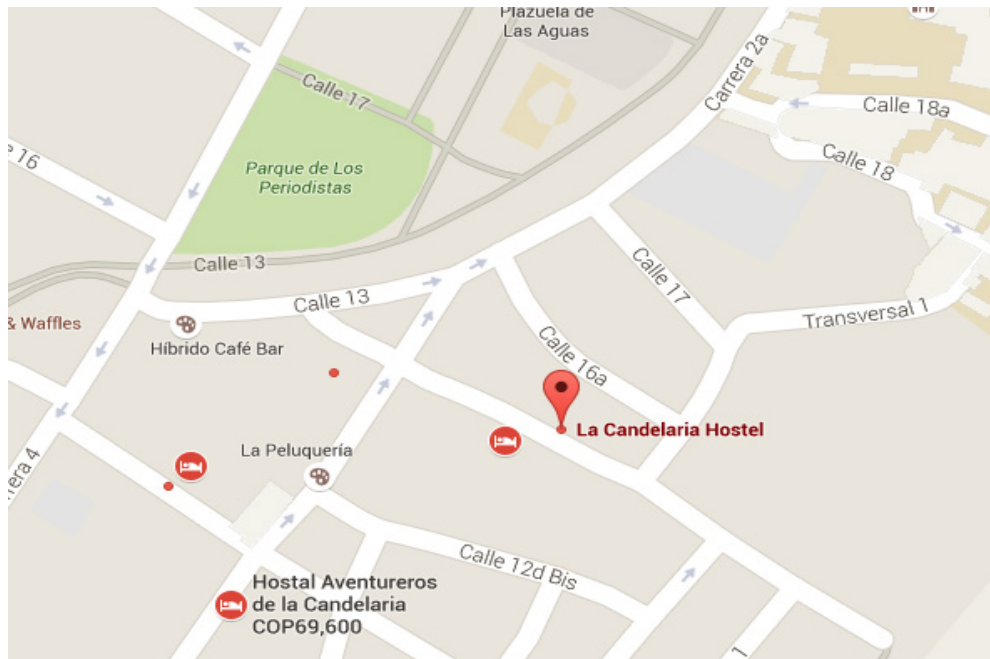 Plazuela de
Las Aguas
Carrera 2a
Calle 17
Calle 18a
Calle 18
16
Parque de Los
Periodistas
Calle 13
Calle 17
Calle 13
Transversal 1
& Waffles
Híbrido Café Bar
Calle 16a
La Candelaria Hostel
La Peluquería
rera 4
Calle 12d Bis
Hostal Aventureros
de la Candelaria
COP69,600
1